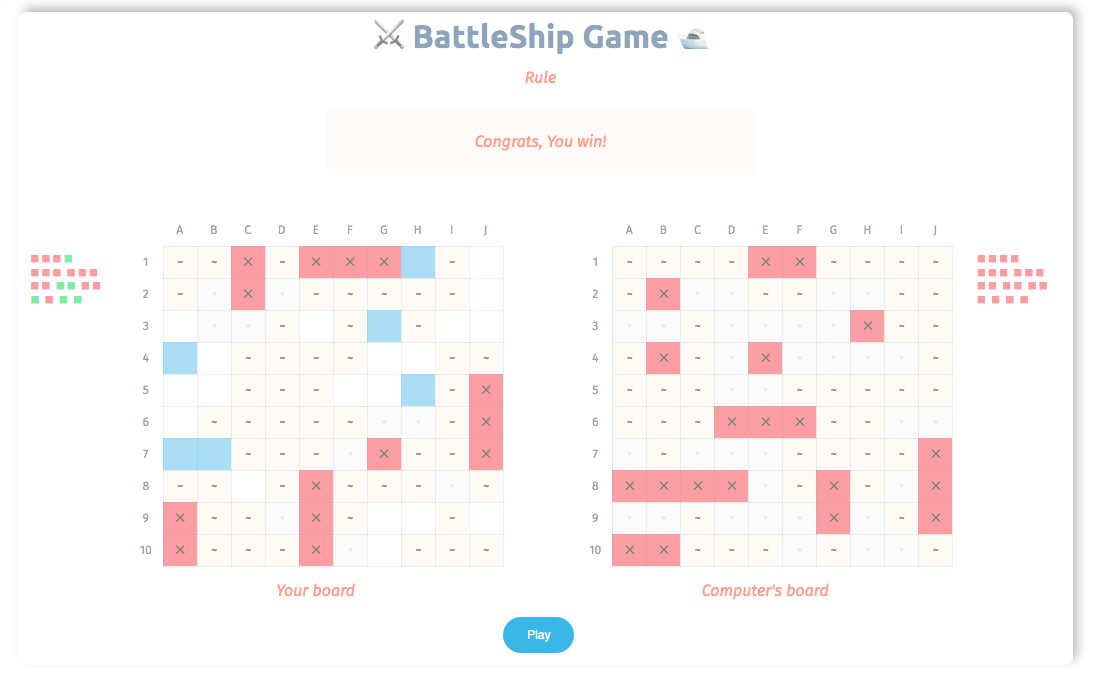 ⚔ BattleShip Game 🚢
Rule
Congrats, You win!
A B C D E F G H I J
A B C D E F G H I J
1 ~ ~ × ~ × × × ~
1 ~ ~ ~ ~ × × ~ ~ ~ ~
2 ~ • × • ~ ~ ~ ~ ~
2 ~ × • • ~ ~ • • ~ ~
3 • • ~ ~ ~
3 • • ~ • • • • × ~ ~
4 ~ ~ ~ ~ ~ ~
4 ~ × ~ • × • • • • ~
5 ~ ~ ~ ~ ×
5 ~ ~ ~ • • ~ ~ ~ ~ ~
6 ~ ~ ~ ~ ~ • • ~ ×
6 ~ ~ ~ × × × ~ ~ • •
7 ~ ~ ~ • × ~ ~ ×
7 • ~ • • • ~ ~ ~ ~ ×
8 ~ ~ ~ × ~ ~ ~ • ~
8 × × × × • ~ × ~ • ×
9 × ~ ~ • × ~ ~
9 • • ~ • • • × • ~ ×
10 × ~ ~ ~ × • ~ ~ ~
10 × × ~ ~ ~ • ~ • • ~
Your board
Computer's board
Play